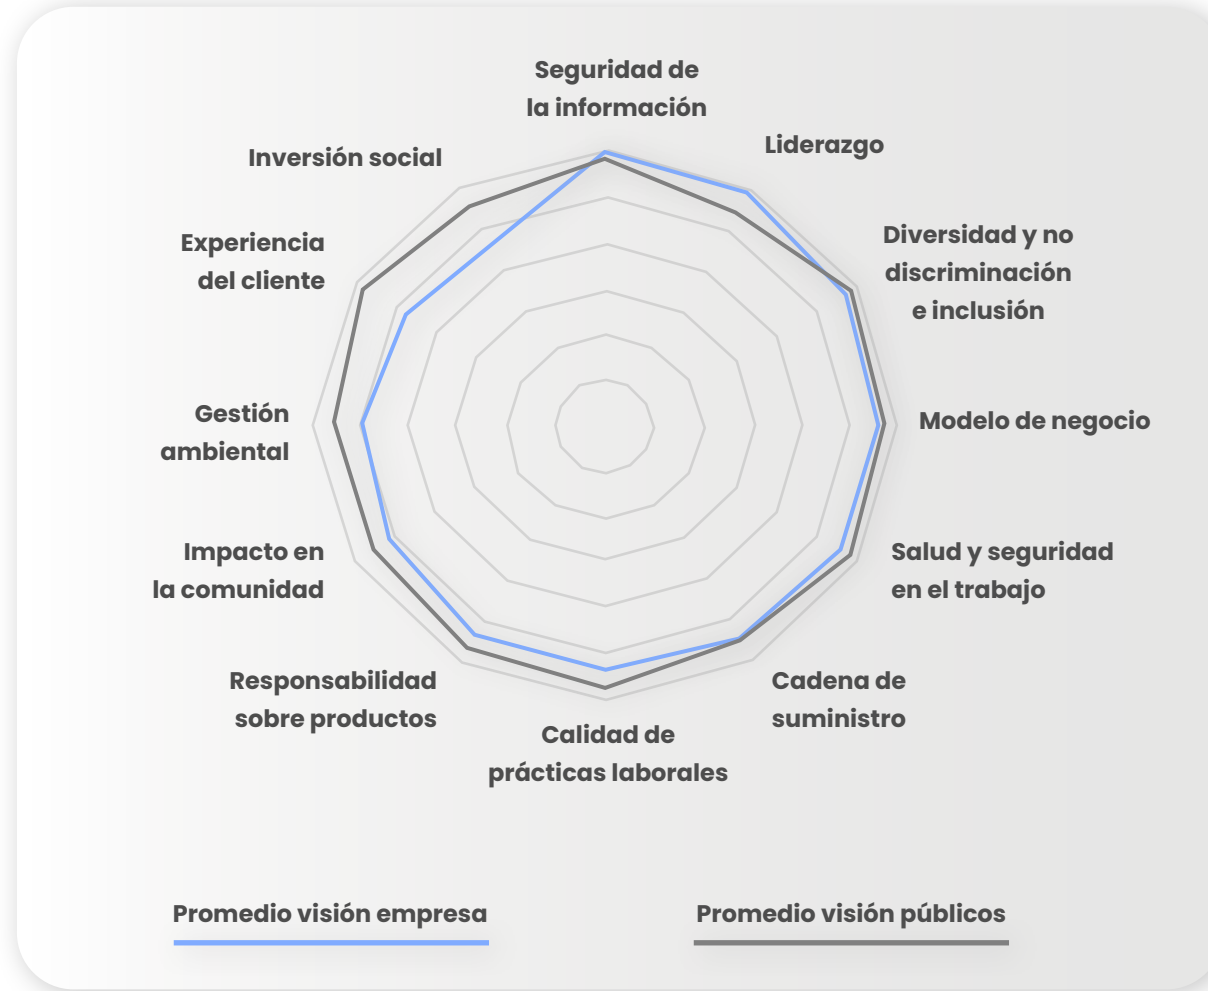 Seguridad de
la información
Liderazgo
Inversión social
Diversidad y no
discriminación
e inclusión
Experiencia
del cliente
Gestión
ambiental
Modelo de negocio
Impacto en
la comunidad
Salud y seguridad
en el trabajo
Responsabilidad
sobre productos
Cadena de
suministro
Calidad de
prácticas laborales
Promedio visión empresa
Promedio visión públicos